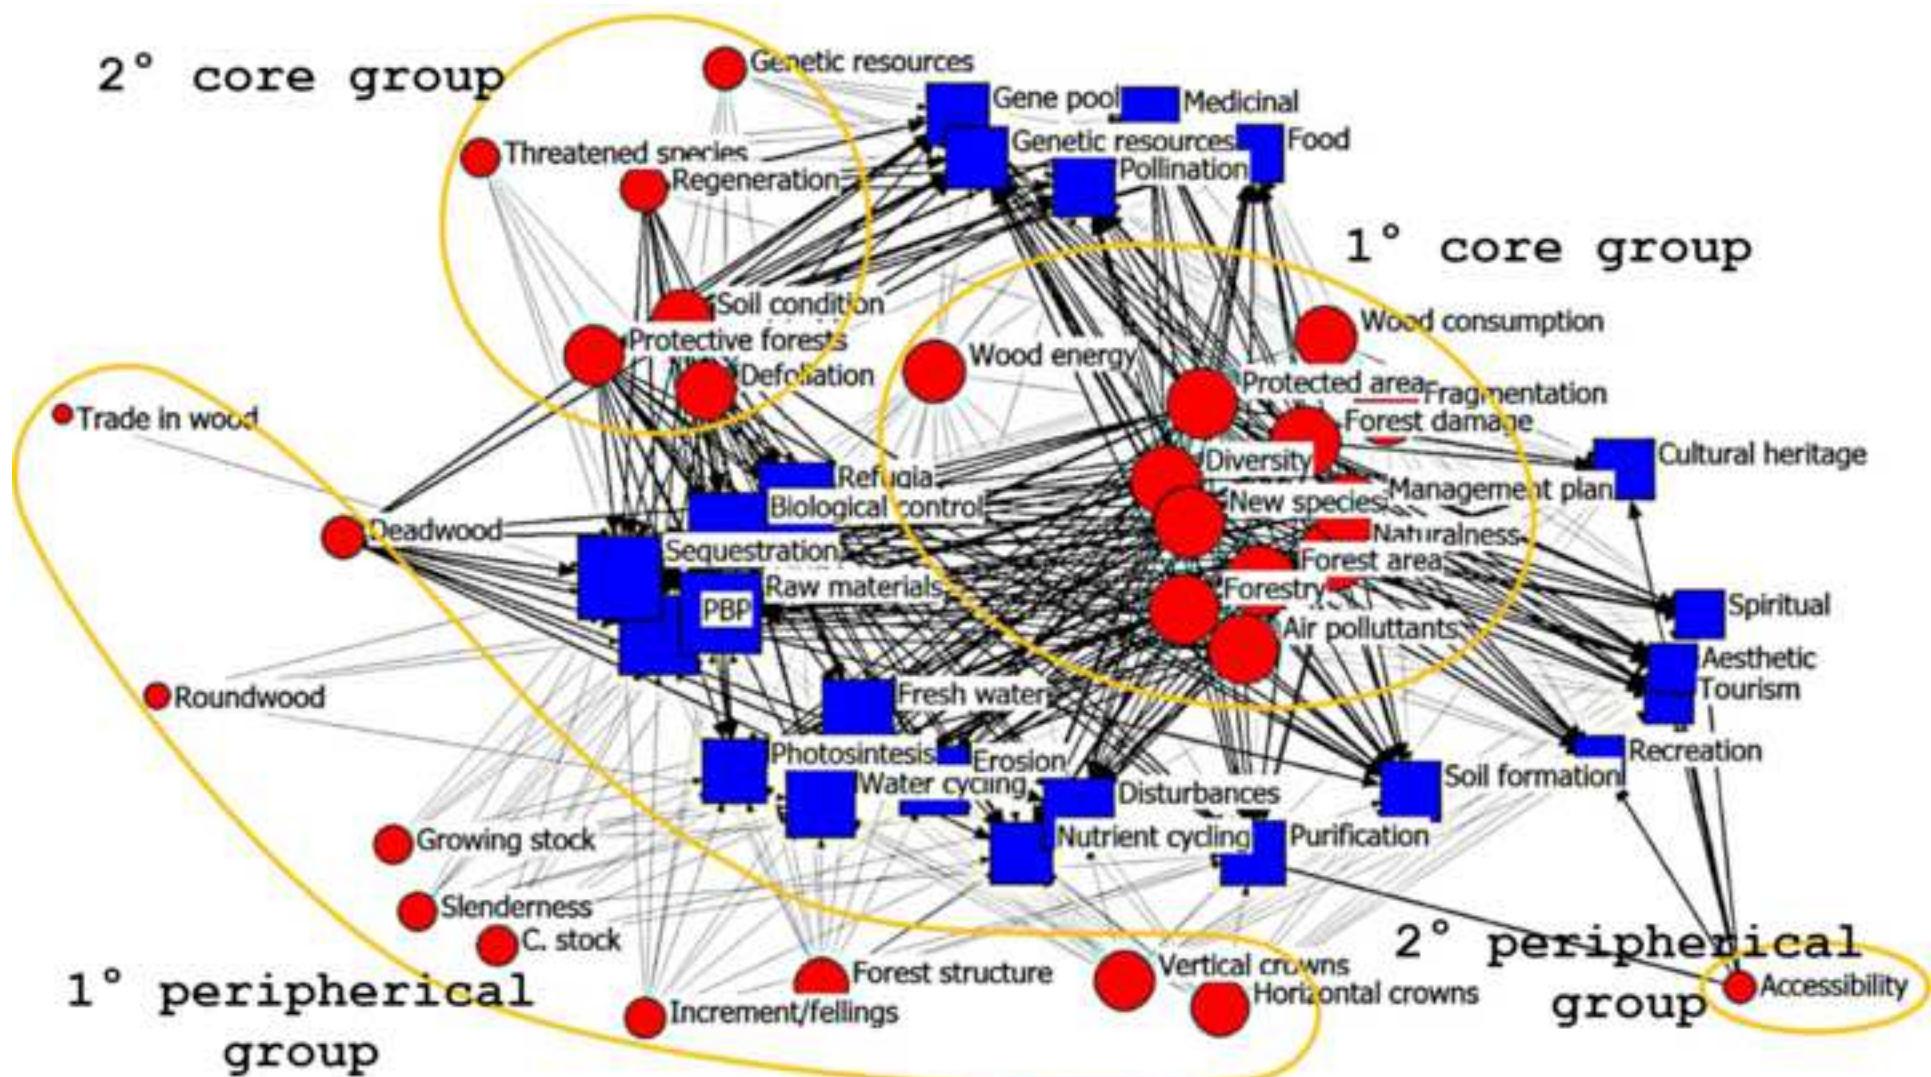 2° core group
Genetic resources
Gene pool
Medicinal
Genetic resources
Food
Threatened species
Pollination
Regeneration
1° core group
Soil condition
Wood consumption
Protective forests
Wood energy
Defoliation
Protected area
Fragmentation
Trade in wood
Forest damage
Diversity
Cultural heritage
Refugia
Management plan
New species
Biological control
Deadwood
Naturalness
Sequestration
Forest area
Raw materials
Forestry
PBP
Spiritual
Air polluttants
Aesthetic
Tourism
Roundwood
Fresh water
Photosintesis
Recreation
Erosion
Soil formation
Water cycling
Disturbances
Nutrient cycling
Purification
Growing stock
Slenderness
C. stock
2° peripherical
group
Vertical crowns
Forest structure
Accessibility
1° peripherical
group
Horizontal crowns
Increment/fellings